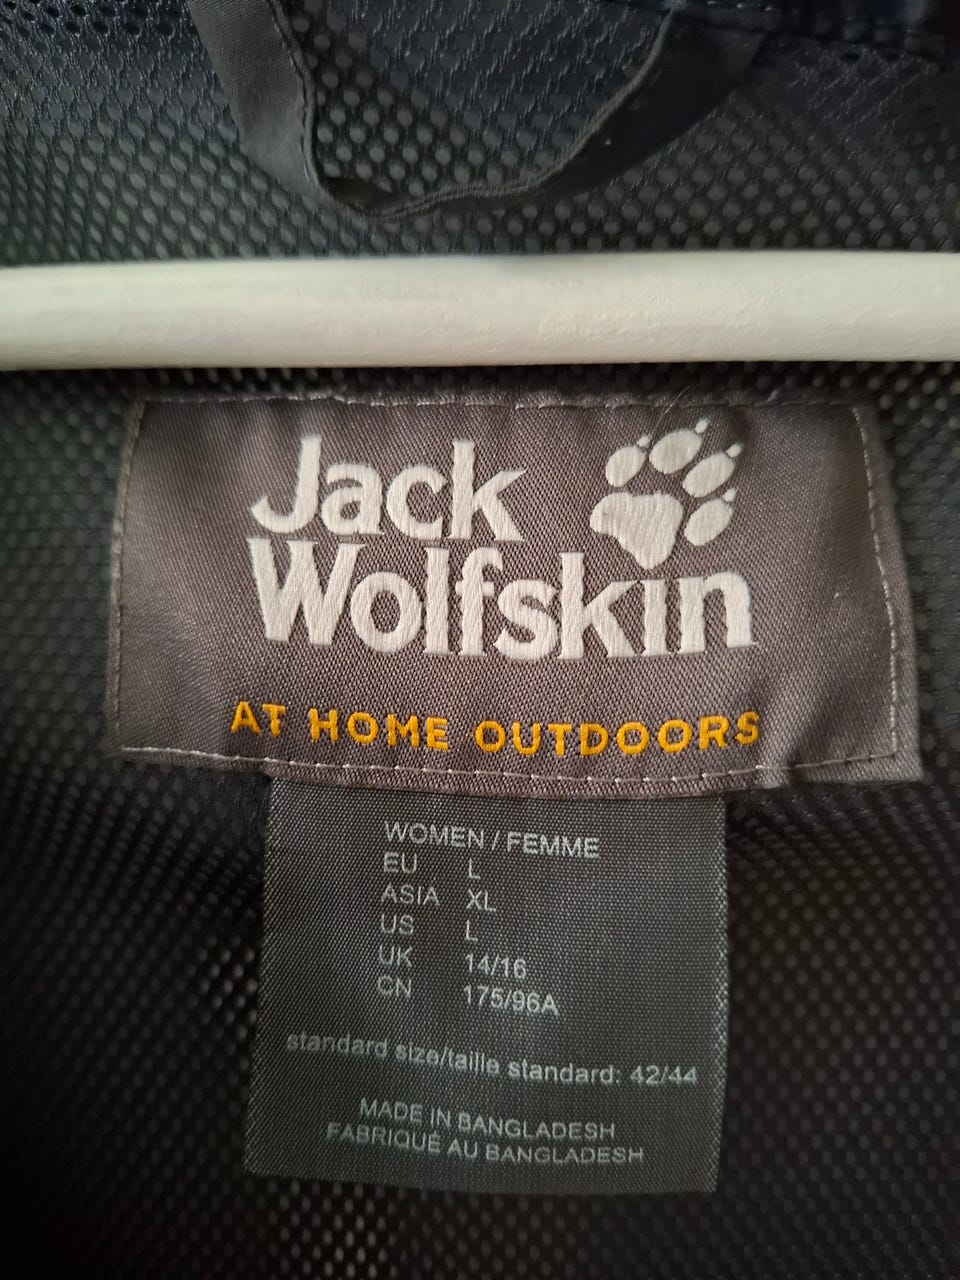 Jack
Wolfskin
AT HOME OUTDOORS
WOMEN / FEMME
EU L
ASIA XL
US L
UK 14/16
CN 175/96A
standard size/taille standard: 42/44
MADE IN BANGLADESH
FABRIQUÉ AU BANGLADESH